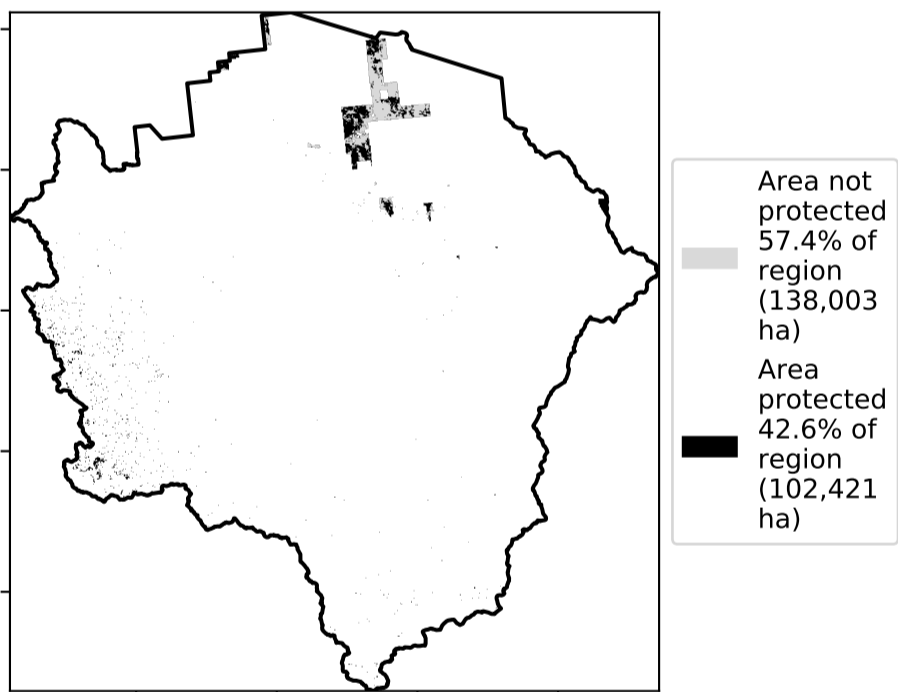 Area not
protected
57.4% of
region
(138,003
ha)
Area
protected
42.6% of
region
(102,421
ha)